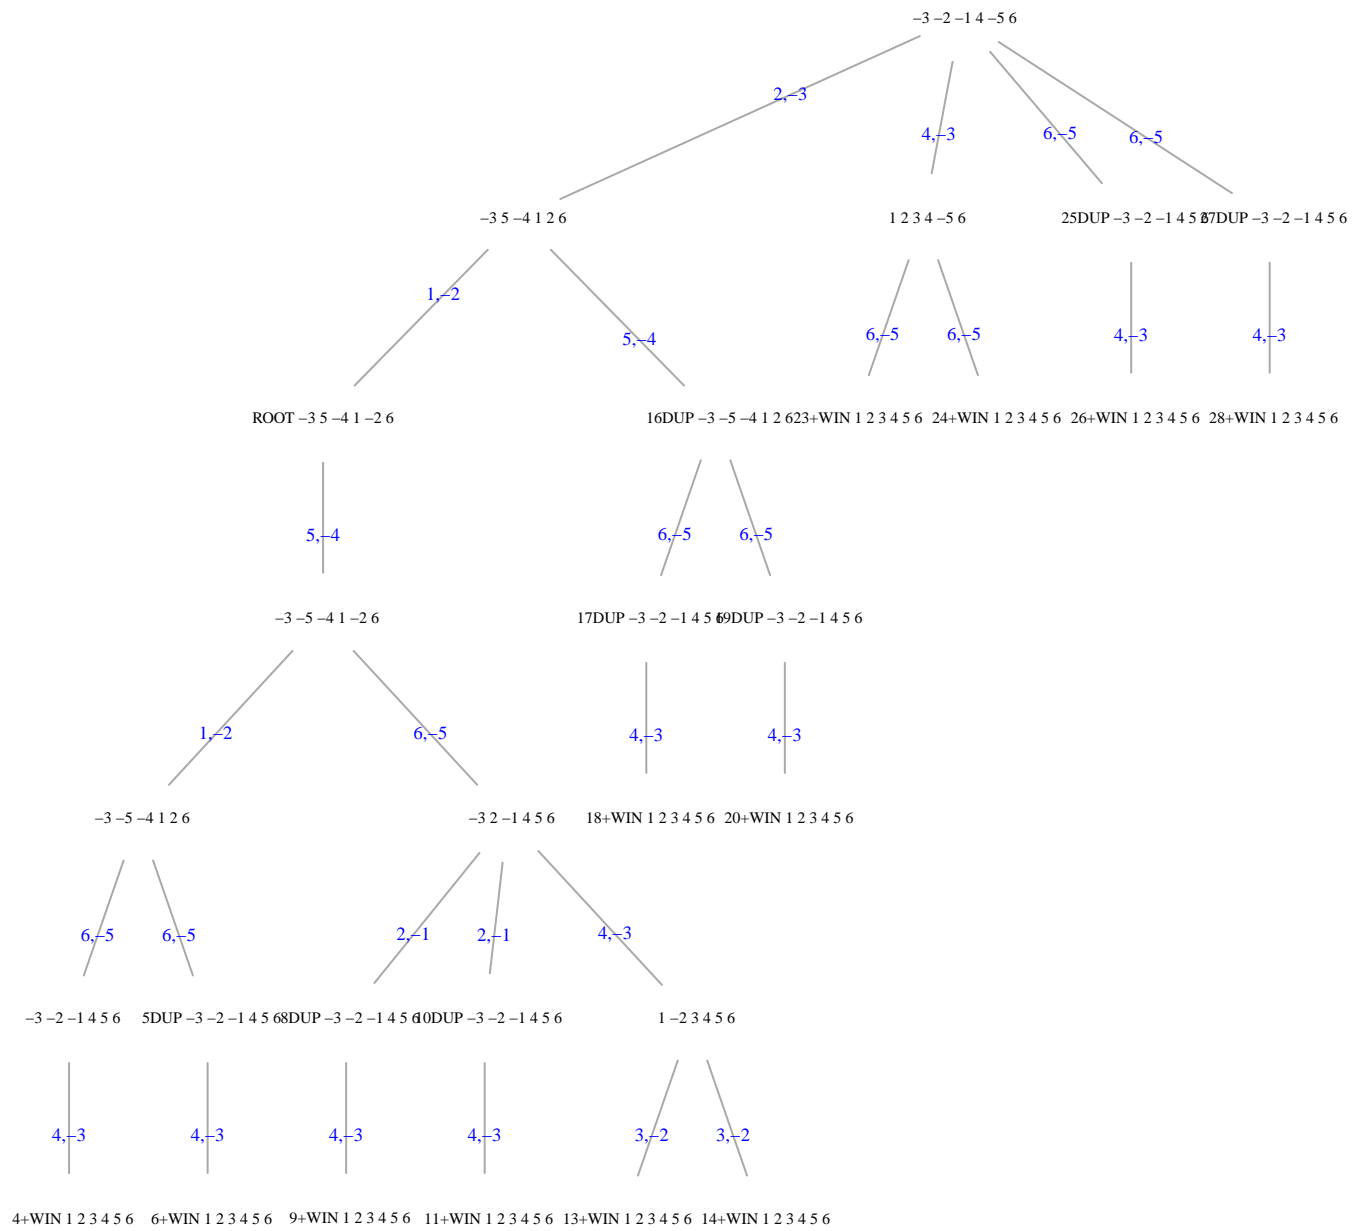 −3 −2 −1 4 −5 6
2,−3
4,−3
6,−5
6,−5
−3 5 −4 1 2 6
1 2 3 4 −5 6
25DUP −3 −2 −1 4 5 6
27DUP −3 −2 −1 4 5 6
1,−2
5,−4
6,−5
6,−5
4,−3
4,−3
ROOT −3 5 −4 1 −2 6
16DUP −3 −5 −4 1 2 6
23+WIN 1 2 3 4 5 6
24+WIN 1 2 3 4 5 6
26+WIN 1 2 3 4 5 6
28+WIN 1 2 3 4 5 6
5,−4
6,−5
6,−5
−3 −5 −4 1 −2 6
17DUP −3 −2 −1 4 5 6
19DUP −3 −2 −1 4 5 6
1,−2
6,−5
4,−3
4,−3
−3 −5 −4 1 2 6
−3 2 −1 4 5 6
18+WIN 1 2 3 4 5 6
20+WIN 1 2 3 4 5 6
6,−5
6,−5
2,−1
2,−1
4,−3
−3 −2 −1 4 5 6
5DUP −3 −2 −1 4 5 6
8DUP −3 −2 −1 4 5 6
10DUP −3 −2 −1 4 5 6
1 −2 3 4 5 6
4,−3
4,−3
4,−3
4,−3
3,−2
3,−2
4+WIN 1 2 3 4 5 6
6+WIN 1 2 3 4 5 6
9+WIN 1 2 3 4 5 6
11+WIN 1 2 3 4 5 6
13+WIN 1 2 3 4 5 6
14+WIN 1 2 3 4 5 6